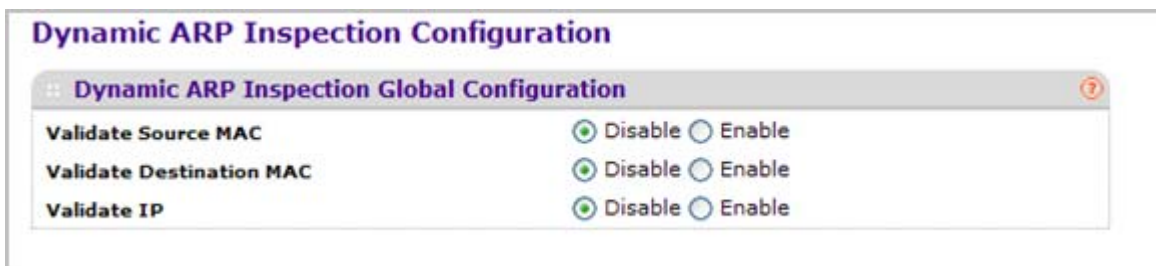 Dynamic ARP Inspection Configuration
Dynamic ARP Inspection Global Configuration ?
Validate Source MAC Disable Enable
Validate Destination MAC Disable Enable
Validate IP Disable Enable